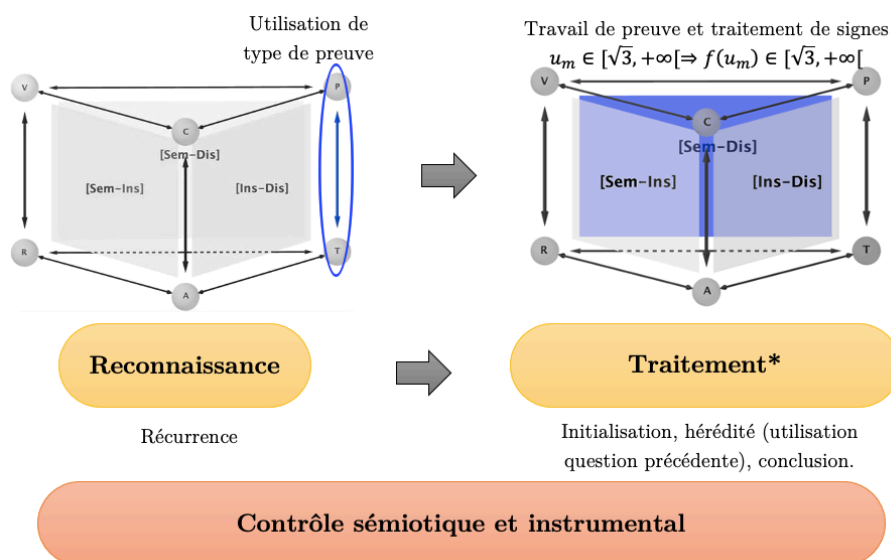 Utilisation de
type de preuve
V
P
C
[Sem-Dis]
[Sem-Ins]
[Ins-Dis]
R
T
A
Travail de preuve et traitement de signes
𝑢ₘ ∈ [√3, +∞[⇒ 𝑓(𝑢ₘ) ∈ [√3, +∞[
V
P
C
[Sem-Dis]
[Sem-Ins]
[Ins-Dis]
R
T
A
Reconnaissance
Traitement*
Récurrence
Initialisation, hérédité (utilisation
question précédente), conclusion.
Contrôle sémiotique et instrumental